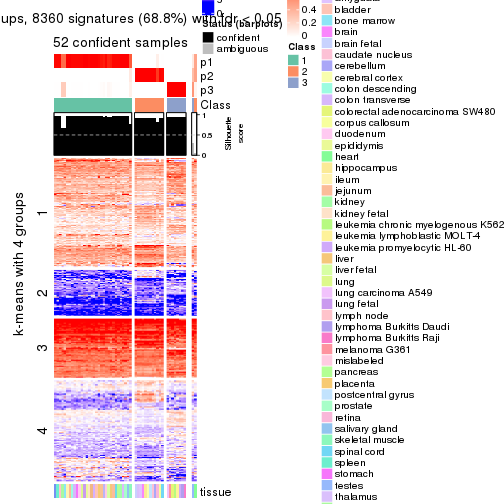 ups, 8360 signatures (68.8%) with fdr < 0.05
52 confident samples
p1
p2
p3
Class
1
0.5
0
Silhouette
score
k-means with 4 groups
1
2
3
4
tissue
0
Status (barplots)
confident
ambiguous
0.4
0.2
0
Class
1
2
3
bladder
bone marrow
brain
brain fetal
caudate nucleus
cerebellum
cerebral cortex
colon descending
colon transverse
colorectal adenocarcinoma SW480
corpus callosum
duodenum
epididymis
heart
hippocampus
ileum
jejunum
kidney
kidney fetal
leukemia chronic myelogenous K562
leukemia lymphoblastic MOLT-4
leukemia promyelocytic HL-60
liver
liver fetal
lung
lung carcinoma A549
lung fetal
lymph node
lymphoma Burkitts Daudi
lymphoma Burkitts Raji
melanoma G361
mislabeled
pancreas
placenta
postcentral gyrus
prostate
retina
salivary gland
skeletal muscle
spinal cord
spleen
stomach
testes
thalamus